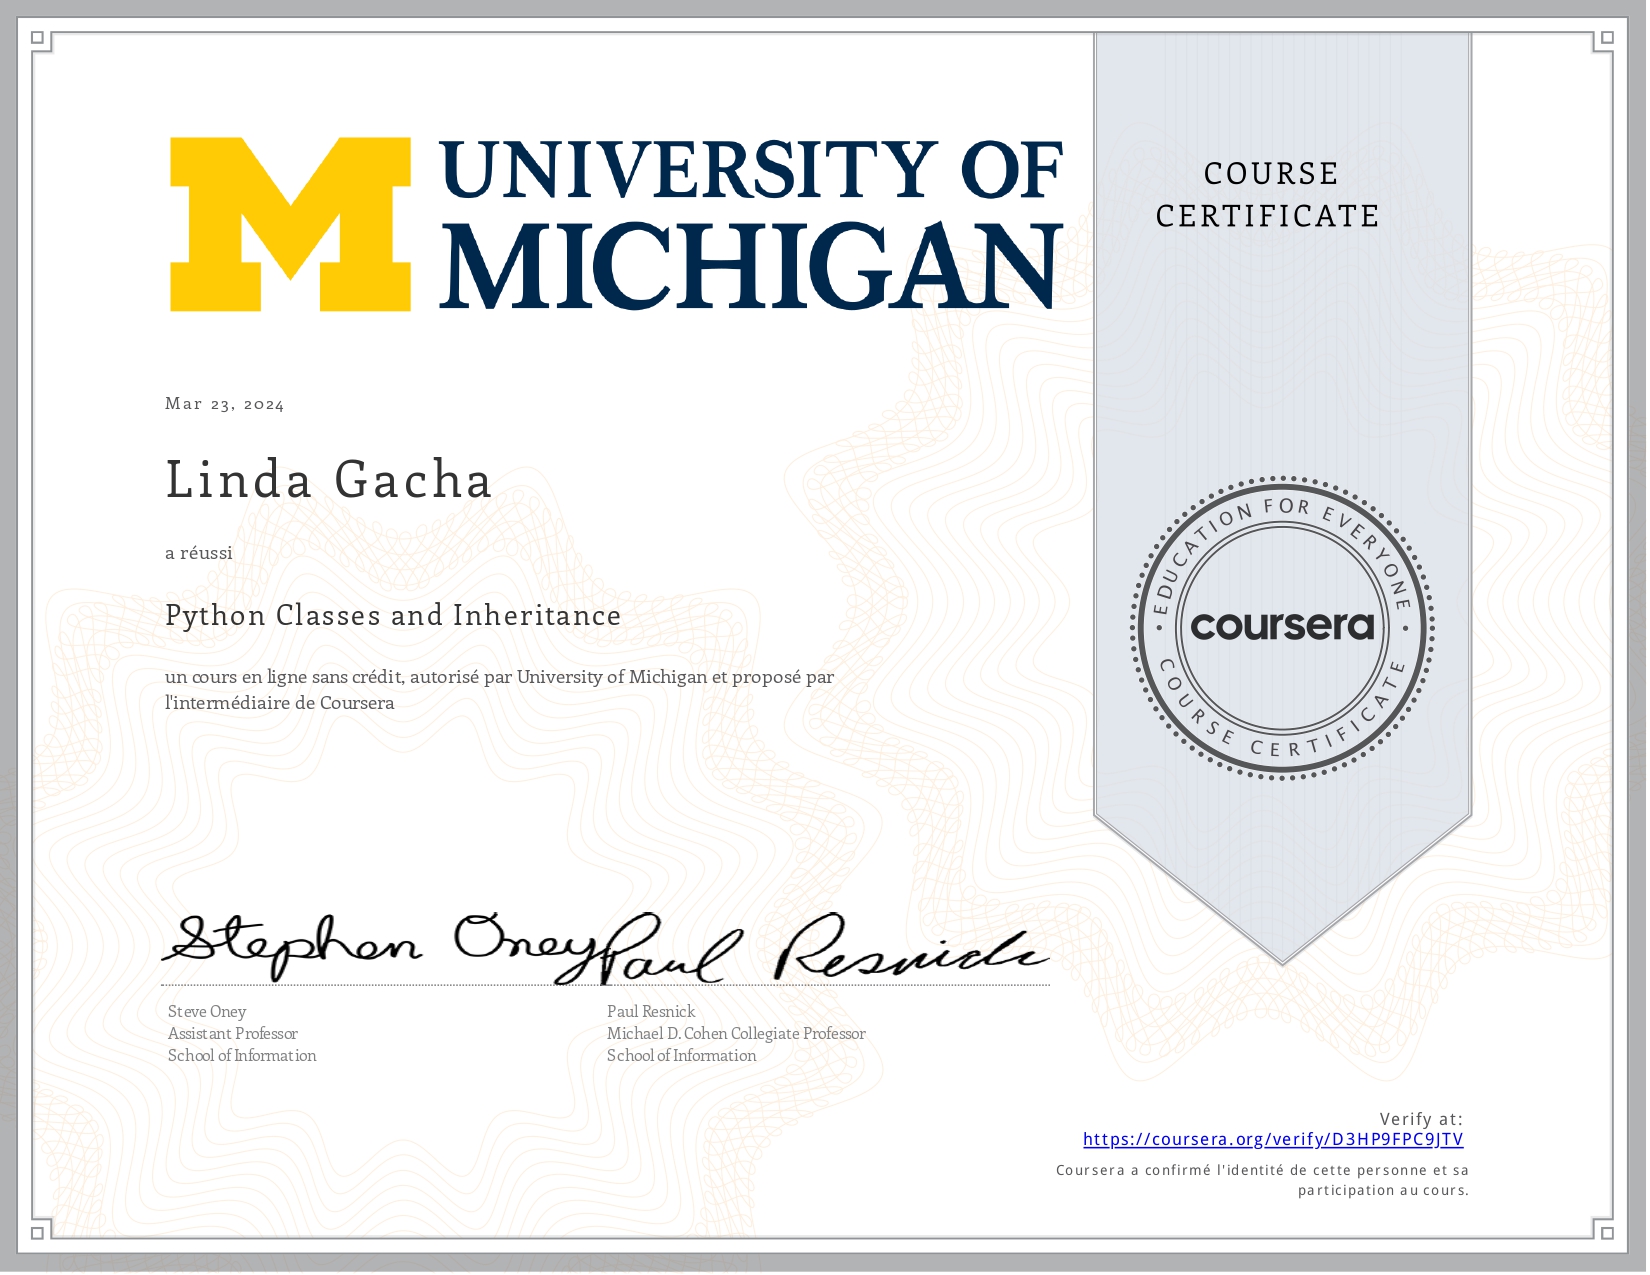 UNIVERSITY OF
MICHIGAN
COURSE
CERTIFICATE
Mar 23, 2024
Linda Gacha
a réussi
Python Classes and Inheritance
un cours en ligne sans crédit, autorisé par University of Michigan et proposé par
l'intermédiaire de Coursera
EDUCATION FOR EVERYONE
coursera
COURSE CERTIFICATE
Stephen Oney
Paul Resnick
Steve Oney
Assistant Professor
School of Information
Paul Resnick
Michael D. Cohen Collegiate Professor
School of Information
Verify at:
https://coursera.org/verify/D3HP9FPC9JTV
Coursera a confirmé l'identité de cette personne et sa
participation au cours.